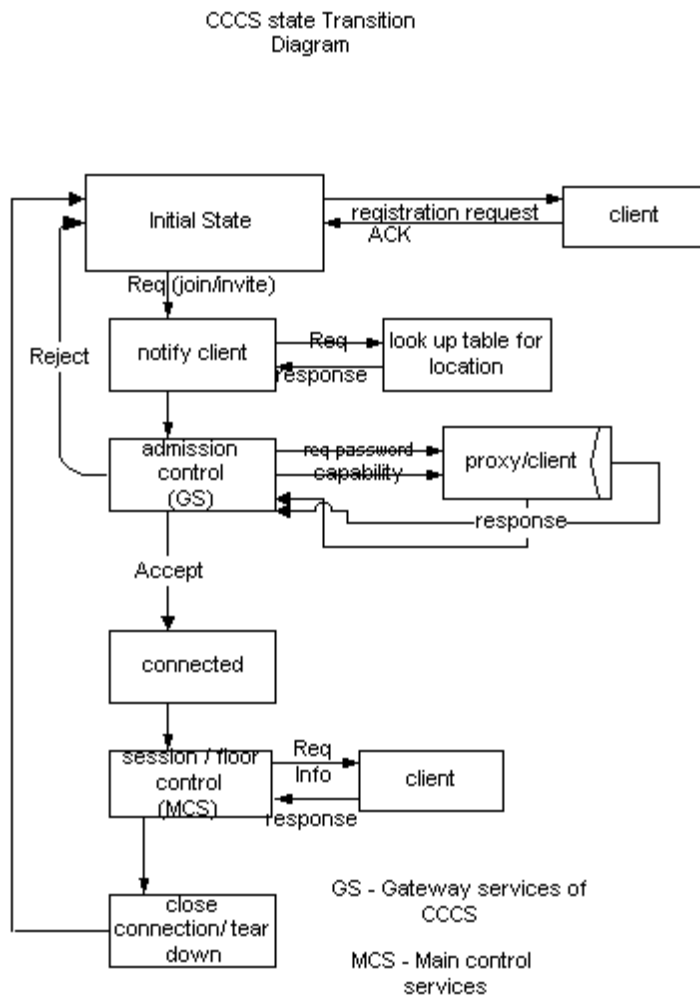 CCCS state Transition
Diagram
Initial State
registration request
ACK
client
Req (join/invite)
notify client
Req
response
look up table for
location
Reject
admission
control
(GS)
req password
capability
proxy/client
response
Accept
connected
session / floor
control
(MCS)
Req
Info
response
client
close
connection/ tear
down
GS - Gateway services of
CCCS
MCS - Main control
services